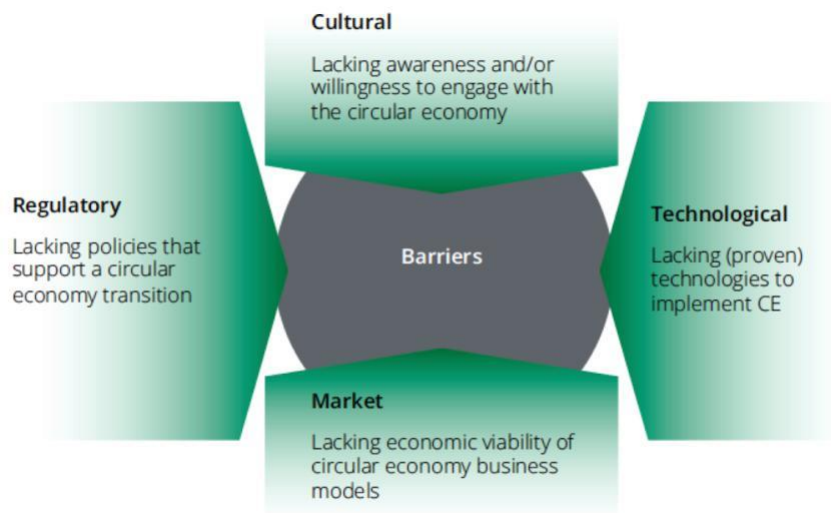 Cultural
Lacking awareness and/or
willingness to engage with
the circular economy
Regulatory
Lacking policies that
support a circular
economy transition
Barriers
Technological
Lacking (proven)
technologies to
implement CE
Market
Lacking economic viability of
circular economy business
models